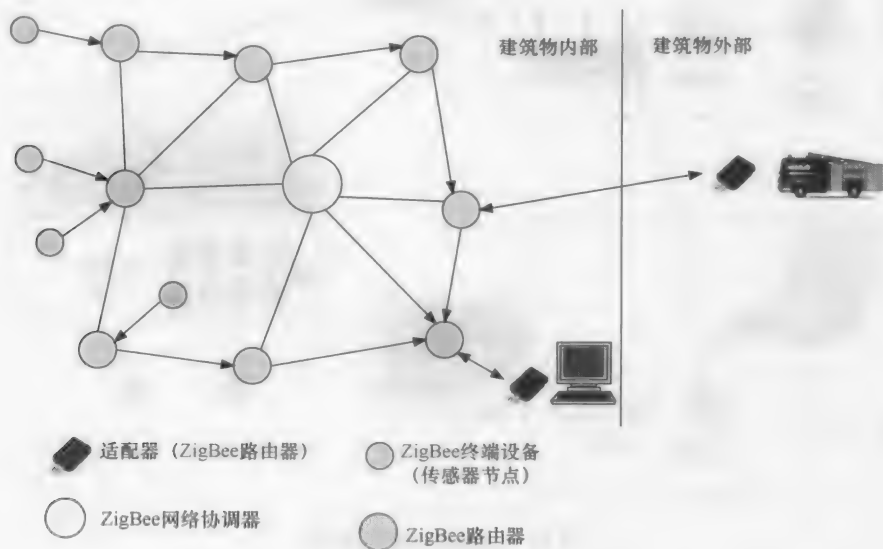 建筑物内部
建筑物外部
适配器（ZigBee路由器）
ZigBee终端设备
（传感器节点）
ZigBee网络协调器
ZigBee路由器